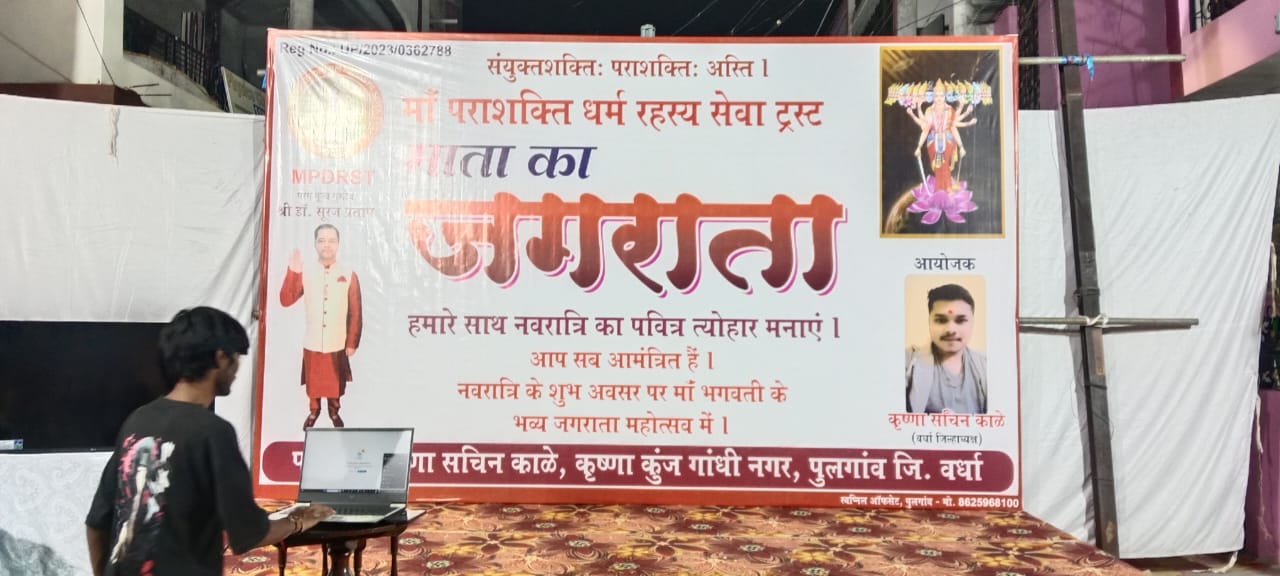 Reg No.: UP/2023/0362788
संयुक्तशक्तिः पराशक्तिः अस्ति l
माँ पराशक्ति धर्म रहस्य सेवा ट्रस्ट
माता का
जगराता
MPDRST
श्री डॉ. सूरज प्रताप
हमारे साथ नवरात्रि का पवित्र त्योहार मनाएं l
आप सब आमंत्रित हैं l
नवरात्रि के शुभ अवसर पर माँ भगवती के
भव्य जगराता महोत्सव में l
आयोजक
कृष्णा सचिन काळे
(वर्धा जिल्हाध्यक्ष)
सचिन काळे, कृष्णा कुंज गांधी नगर, पुलगांव जि. वर्धा
स्वप्निल ऑफसेट, पुलगांव - मो. 8625968100